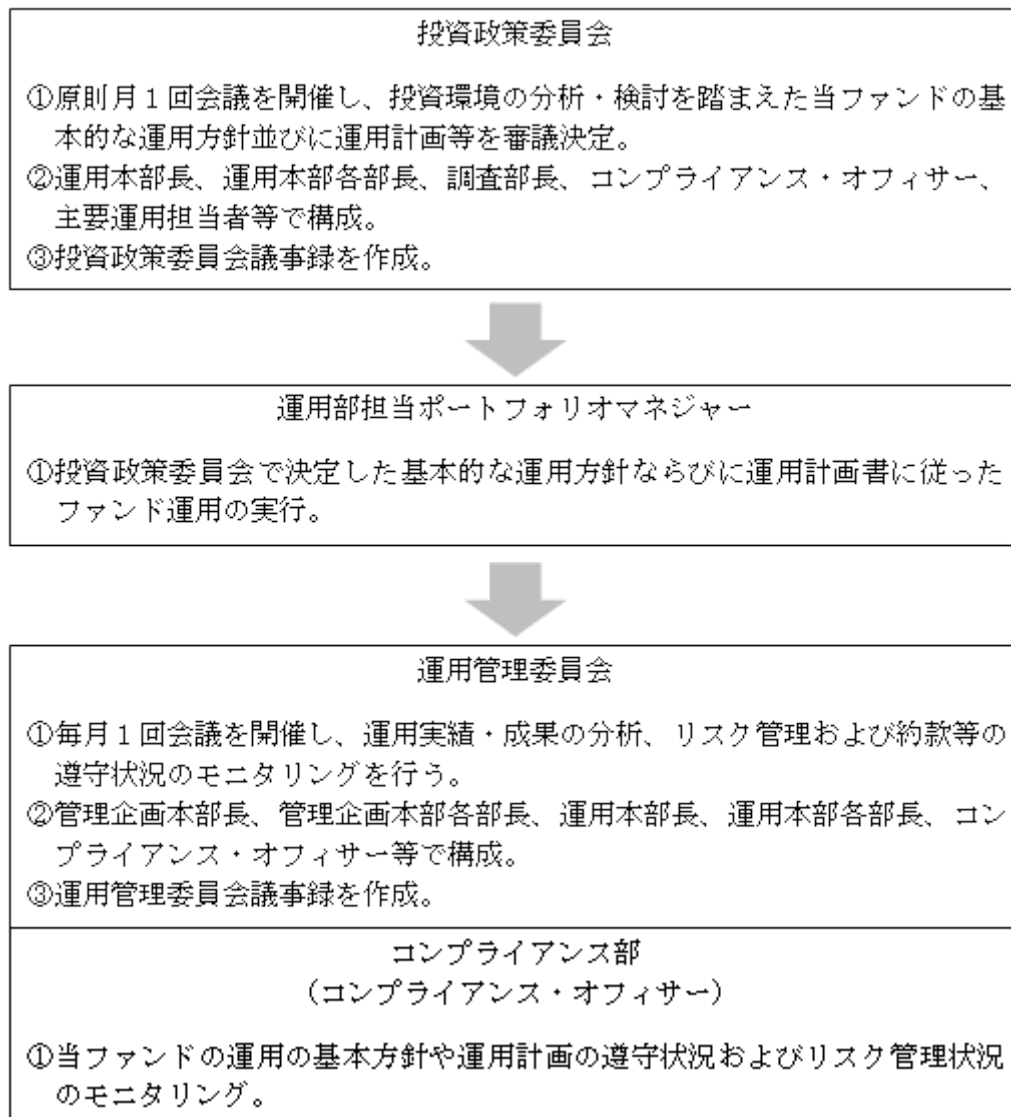 投資政策委員会
①原則月１回会議を開催し、投資環境の分析・検討を踏まえた当ファンドの基
本的な運用方針並びに運用計画等を審議決定。
②運用本部長、運用本部各部長、調査部長、コンプライアンス・オフィサー、
主要運用担当者等で構成。
③投資政策委員会議事録を作成。
運用部担当ポートフォリオマネジャー
①投資政策委員会で決定した基本的な運用方針ならびに運用計画書に従った
ファンド運用の実行。
運用管理委員会
①毎月１回会議を開催し、運用実績・成果の分析、リスク管理および約款等の
遵守状況のモニタリングを行う。
②管理企画本部長、管理企画本部各部長、運用本部長、運用本部各部長、コン
プライアンス・オフィサー等で構成。
③運用管理委員会議事録を作成。
コンプライアンス部
（コンプライアンス・オフィサー）
①当ファンドの運用の基本方針や運用計画の遵守状況およびリスク管理状況
のモニタリング。